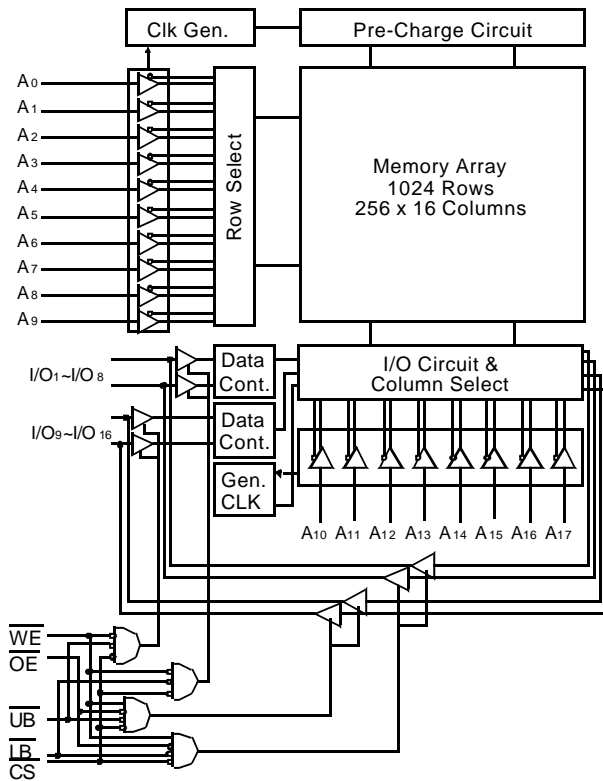 Clk Gen.
Pre-Charge Circuit
A0
A1
A2
A3
A4
A5
A6
A7
A8
A9
Row Select
Memory Array
1024 Rows
256 x 16 Columns
I/O1~I/O 8
I/O9~I/O 16
Data
Cont.
Data
Cont.
Gen.
CLK
I/O Circuit &
Column Select
A10 A11 A12 A13 A14 A15 A16 A17
WE
OE
UB
LB
CS